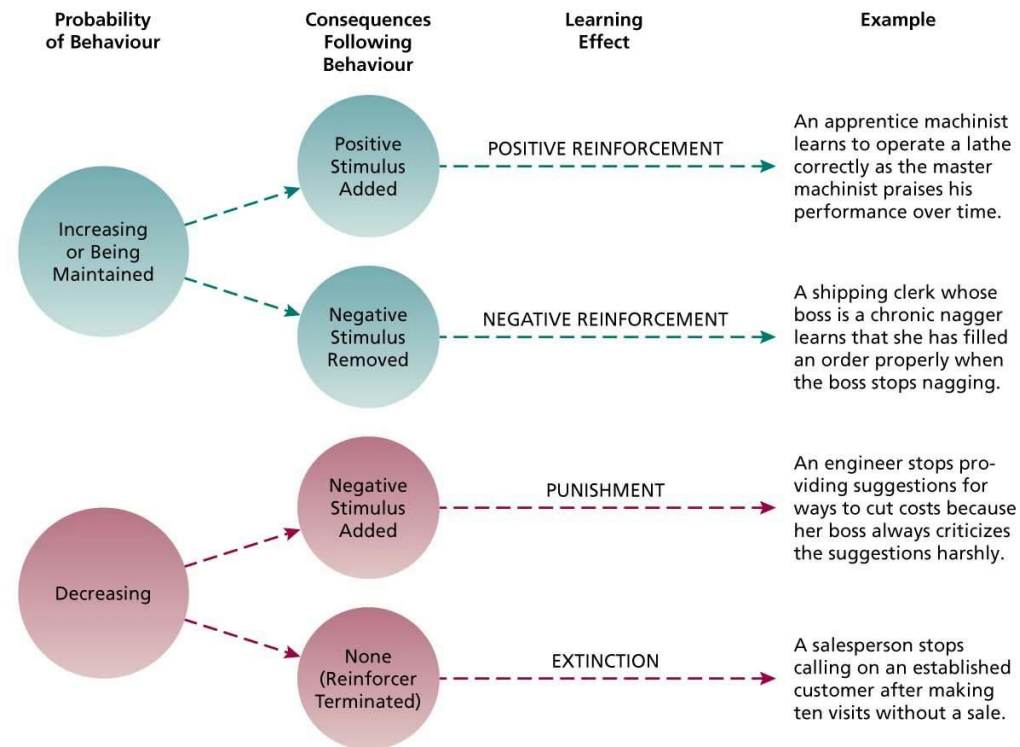 Probability
of Behaviour
Consequences
Following
Behaviour
Learning
Effect
Example
Increasing
or Being
Maintained
Positive
Stimulus
Added
POSITIVE REINFORCEMENT
An apprentice machinist
learns to operate a lathe
correctly as the master
machinist praises his
performance over time.
Negative
Stimulus
Removed
NEGATIVE REINFORCEMENT
A shipping clerk whose
boss is a chronic nagger
learns that she has filled
an order properly when
the boss stops nagging.
Decreasing
Negative
Stimulus
Added
PUNISHMENT
An engineer stops pro-
viding suggestions for
ways to cut costs because
her boss always criticizes
the suggestions harshly.
None
(Reinforcer
Terminated)
EXTINCTION
A salesperson stops
calling on an established
customer after making
ten visits without a sale.